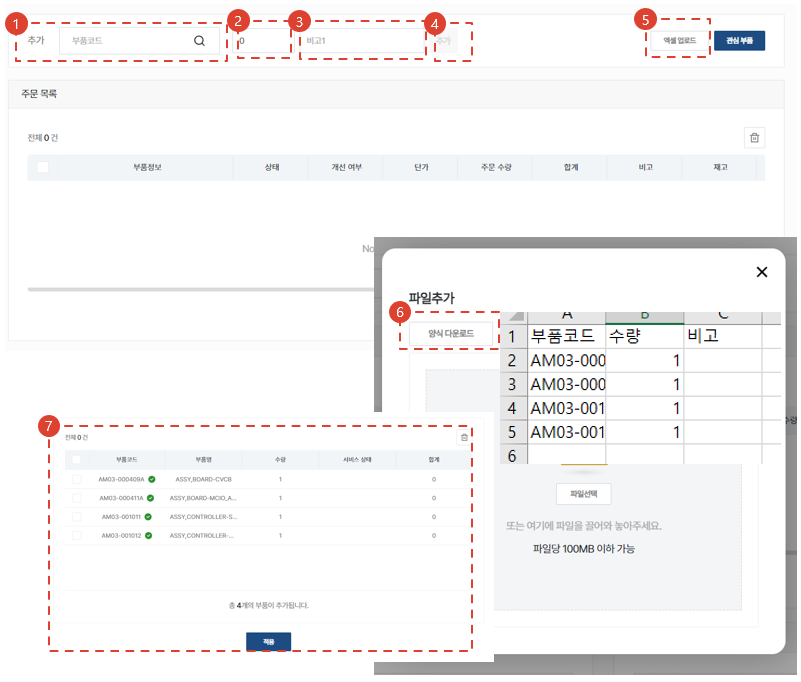 1
2
3
4
5
추가
부품코드
0
비고1
추가
엑셀 업로드
관심 부품
주문 목록
전체 0 건
부품정보 상태 개선 여부 단가 주문 수량 합계 비고 재고
No
파일추가
6
양식 다운로드
A B C
1 부품코드 수량 비고
2 AM03-000 1
3 AM03-000 1
4 AM03-001 1
5 AM03-001 1
6
수량
파일선택
또는 여기에 파일을 끌어와 놓아주세요.
파일당 100MB 이하 가능
7
전체 0 건
부품코드 부품명 수량 서비스 상태 합계
AM03-000409A ASSY,BOARD-CVCB 1 0
AM03-000411A ASSY,BOARD-MCIO_A... 1 0
AM03-001011 ASSY,CONTROLLER-S... 1 0
AM03-001012 ASSY,CONTROLLER-... 1 0
총 4개의 부품이 추가됩니다.
적용